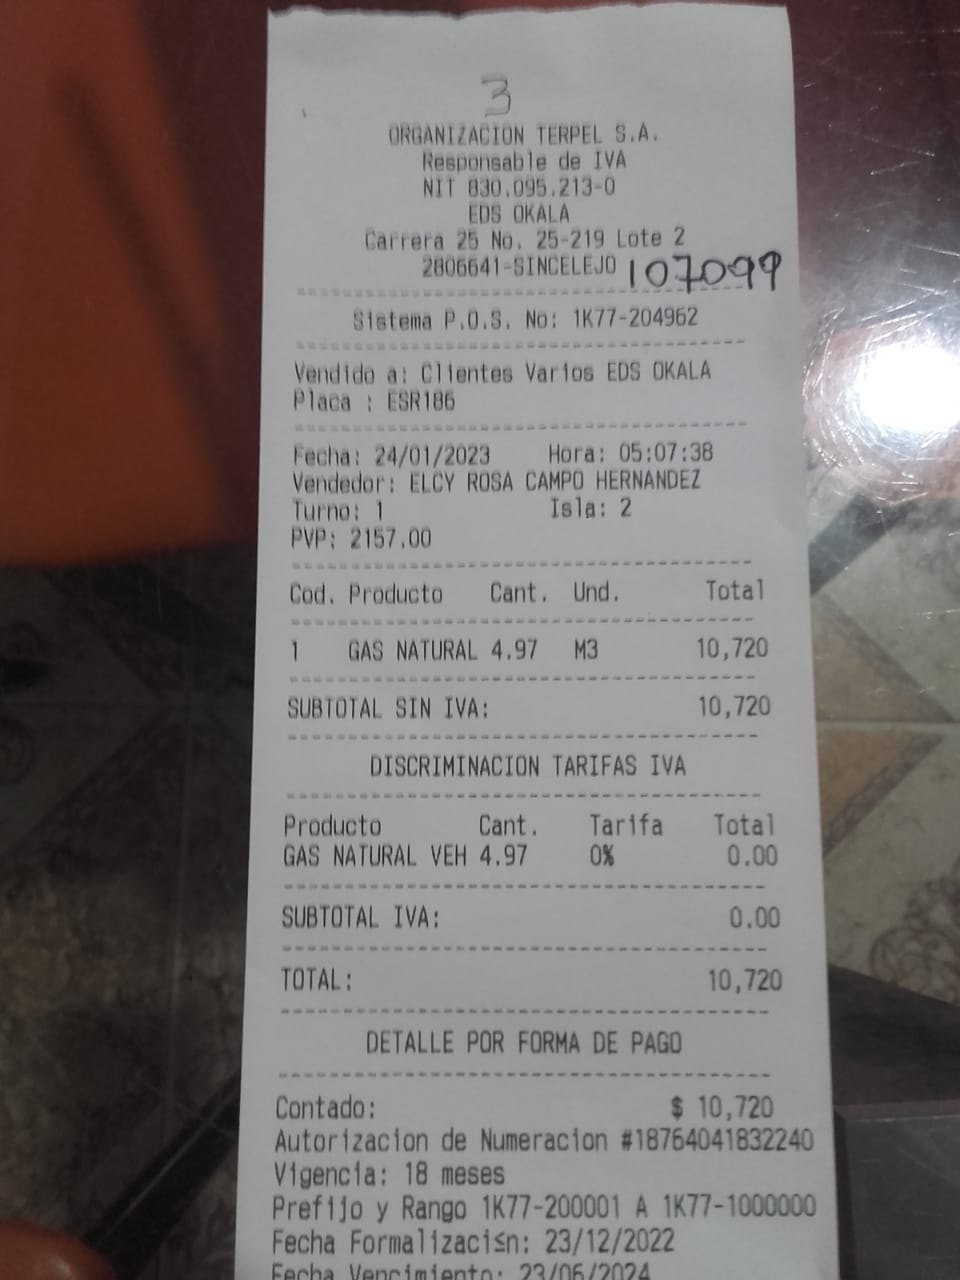 3
ORGANIZACION TERPEL S.A.
Responsable de IVA
NIT 830.095.213-0
EDS OKALA
Carrera 25 No. 25-219 Lote 2
2806641-SINCELEJO 107099
Sistema P.O.S. No: 1K77-204962
Vendido a: Clientes Varios EDS OKALA
Placa : ESR186
Fecha: 24/01/2023 Hora: 05:07:38
Vendedor: ELCY ROSA CAMPO HERNANDEZ
Turno: 1 Isla: 2
PVP: 2157.00
Cod. Producto Cant. Und. Total
1 GAS NATURAL 4.97 M3 10,720
SUBTOTAL SIN IVA: 10,720
DISCRIMINACION TARIFAS IVA
Producto Cant. Tarifa Total
GAS NATURAL VEH 4.97 0% 0.00
SUBTOTAL IVA: 0.00
TOTAL: 10,720
DETALLE POR FORMA DE PAGO
Contado: $ 10,720
Autorizacion de Numeracion #18764041832240
Vigencia: 18 meses
Prefijo y Rango 1K77-200001 A 1K77-1000000
Fecha Formalizaci≤n: 23/12/2022
Fecha Vencimiento: 23/06/2024